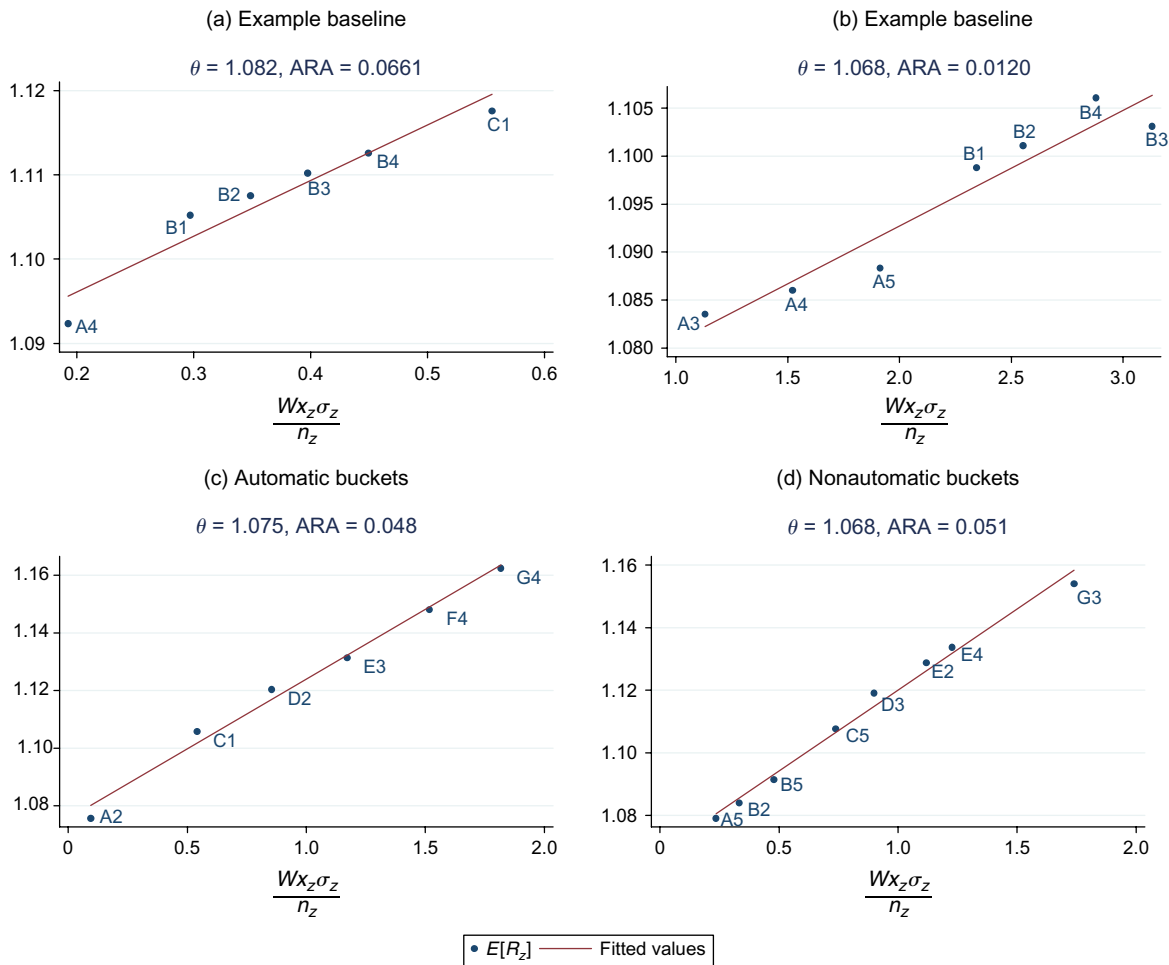 (a) Example baseline
θ = 1.082, ARA = 0.0661
1.12
1.11
1.10
1.09
C1
B4
B3
B2
B1
A4
0.2 0.3 0.4 0.5 0.6
Wx_zσ_z
n_z
(b) Example baseline
θ = 1.068, ARA = 0.0120
1.105
1.100
1.095
1.090
1.085
1.080
B4
B3
B2
B1
A5
A4
A3
1.0 1.5 2.0 2.5 3.0
Wx_zσ_z
n_z
(c) Automatic buckets
θ = 1.075, ARA = 0.048
1.16
1.14
1.12
1.10
1.08
G4
F4
E3
D2
C1
A2
0 0.5 1.0 1.5 2.0
Wx_zσ_z
n_z
(d) Nonautomatic buckets
θ = 1.068, ARA = 0.051
1.16
1.14
1.12
1.10
1.08
G3
E4
E2
D3
C5
B5
B2
A5
0 0.5 1.0 1.5 2.0
Wx_zσ_z
n_z
E[R_z] Fitted values